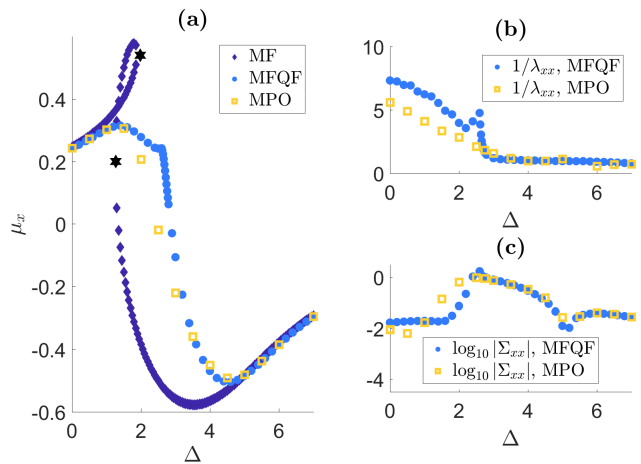 (a)
MF
MFQF
MPO
μₓ
0.4
0.2
0
-0.2
-0.4
-0.6
0 2 4 6
Δ
(b)
10
5
0
1/λₓₓ, MFQF
1/λₓₓ, MPO
0 2 4 6
Δ
(c)
0
-2
-4
log₁₀|Σₓₓ|, MFQF
log₁₀|Σₓₓ|, MPO
0 2 4 6
Δ